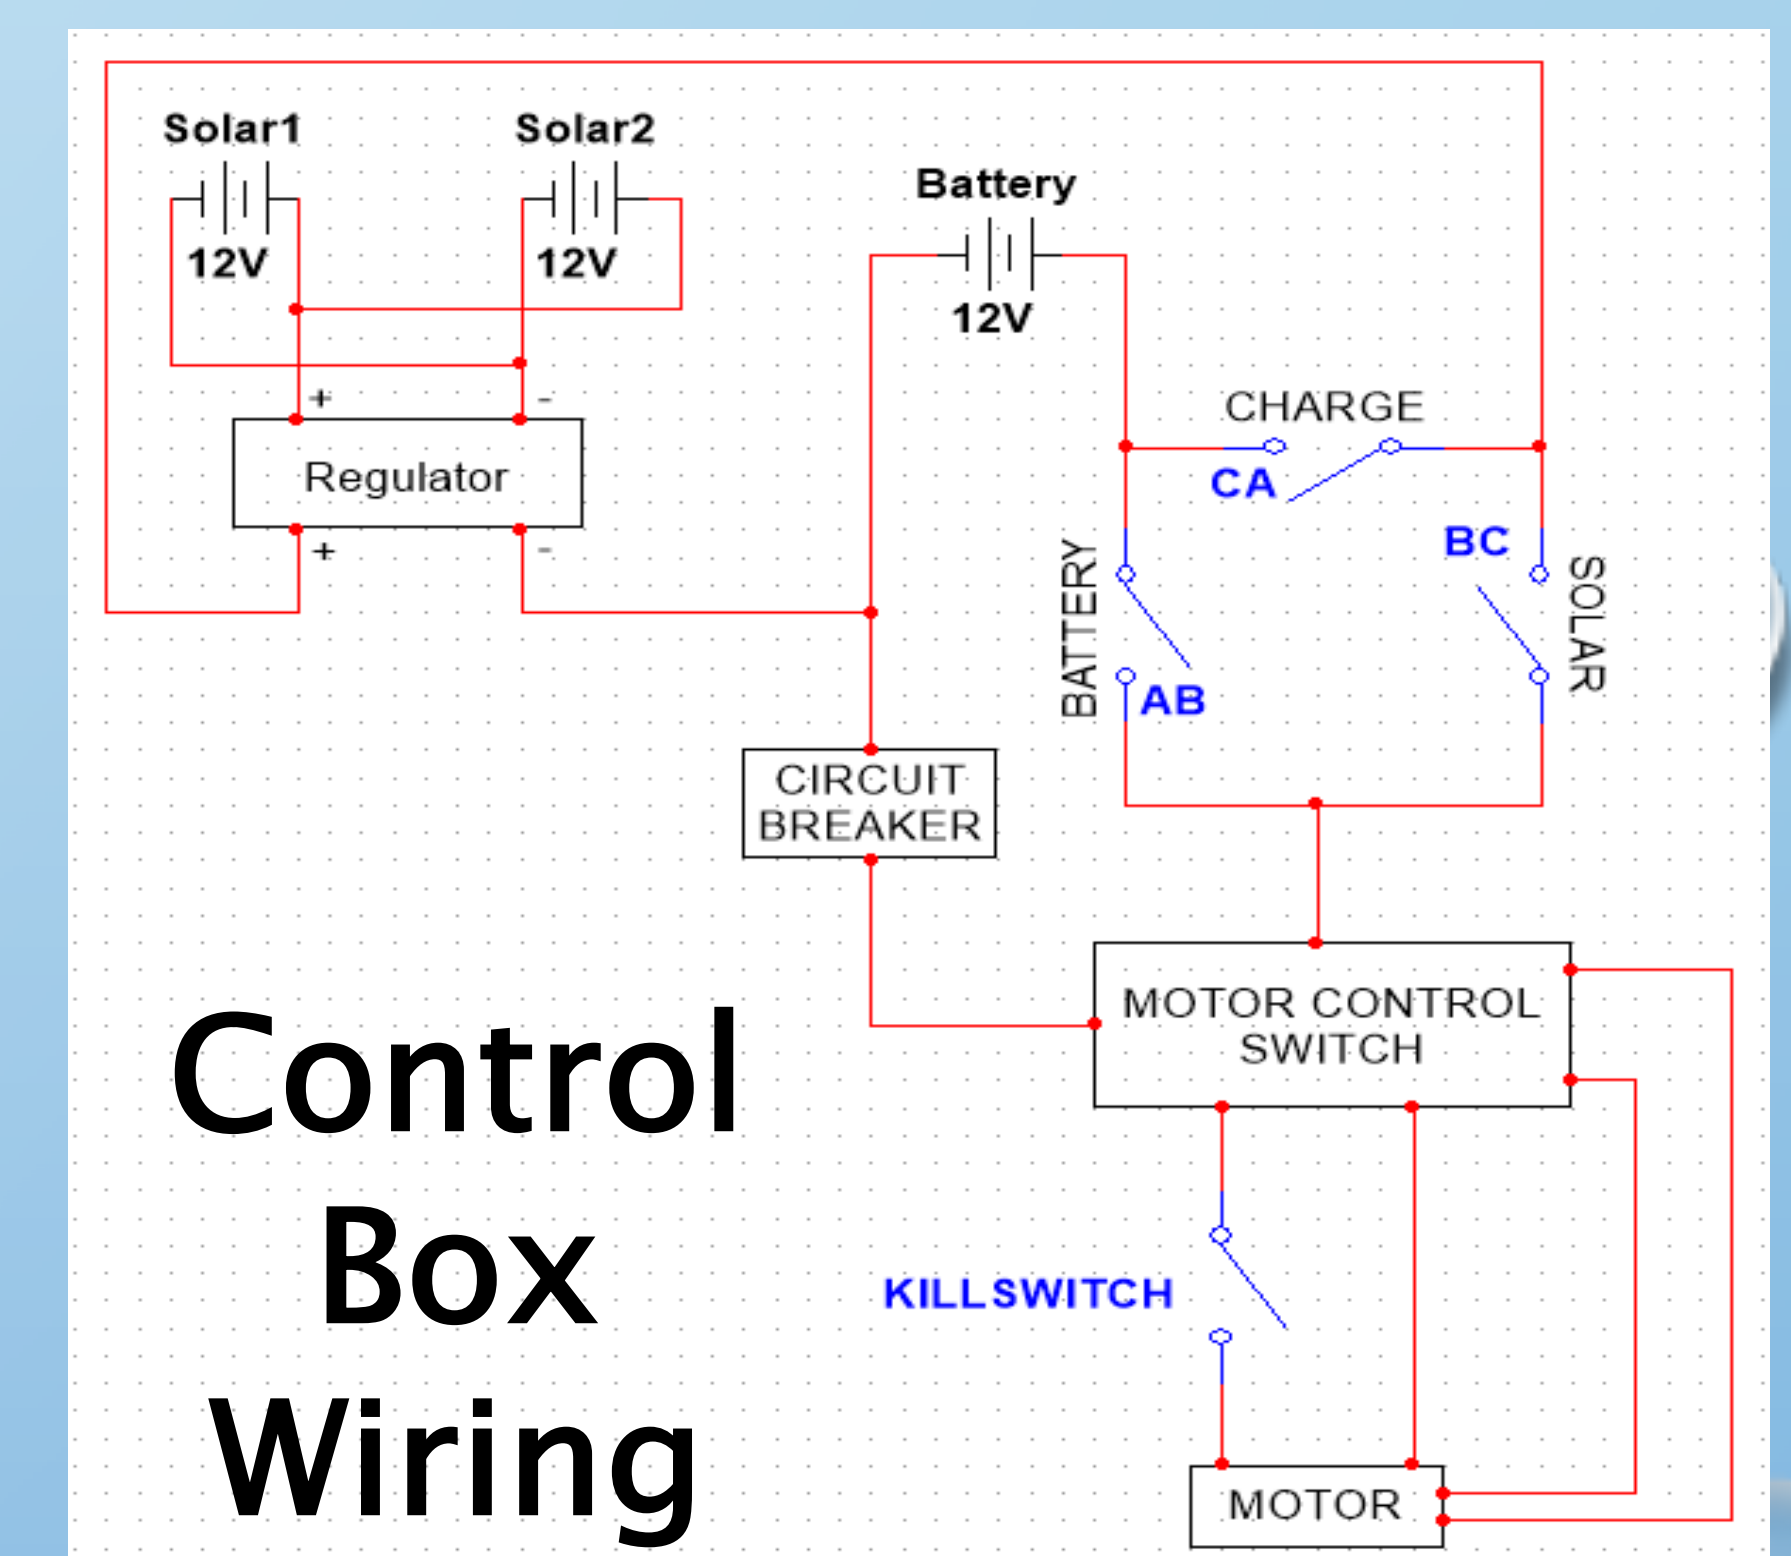 Solar1
Solar2
12V
12V
Battery
12V
+
-
Regulator
+
-
CHARGE
CA
BC
BATTERY
SOLAR
AB
CIRCUIT
BREAKER
MOTOR CONTROL
SWITCH
KILLSWITCH
MOTOR
Control
Box
Wiring